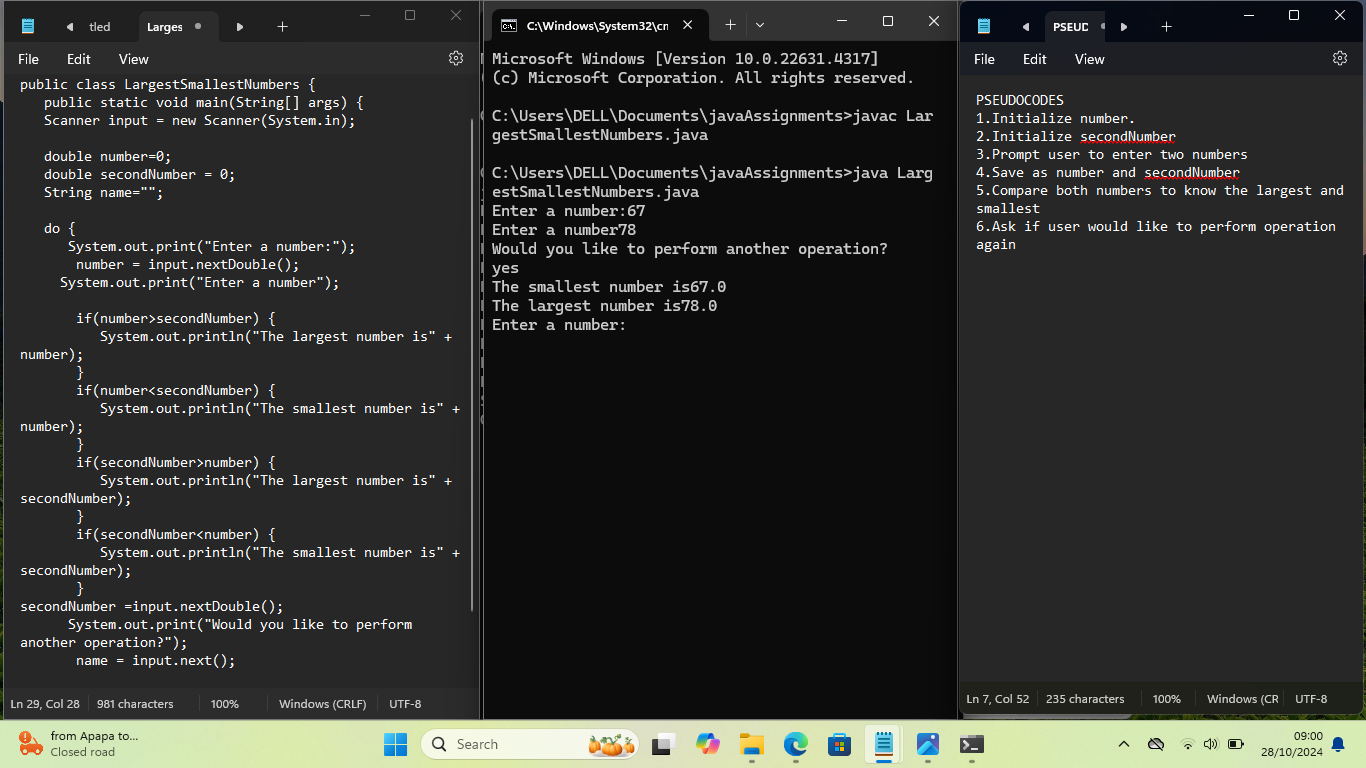 tled
Larges
File Edit View
public class LargestSmallestNumbers {
public static void main(String[] args) {
Scanner input = new Scanner(System.in);
double number=0;
double secondNumber = 0;
String name="";
do {
System.out.print("Enter a number:");
number = input.nextDouble();
System.out.print("Enter a number");
if(number>secondNumber) {
System.out.println("The largest number is" +
number);
}
if(number<secondNumber) {
System.out.println("The smallest number is" +
number);
}
if(secondNumber>number) {
System.out.println("The largest number is" +
secondNumber);
}
if(secondNumber<number) {
System.out.println("The smallest number is" +
secondNumber);
}
secondNumber =input.nextDouble();
System.out.print("Would you like to perform
another operation?");
name = input.next();
Ln 29, Col 28 981 characters 100% Windows (CRLF) UTF-8
C:\Windows\System32\cn
Microsoft Windows [Version 10.0.22631.4317]
(c) Microsoft Corporation. All rights reserved.
C:\Users\DELL\Documents\javaAssignments>javac Lar
gestSmallestNumbers.java
C:\Users\DELL\Documents\javaAssignments>java Larg
estSmallestNumbers.java
Enter a number:67
Enter a number78
Would you like to perform another operation?
yes
The smallest number is67.0
The largest number is78.0
Enter a number:
PSEUD
File Edit View
PSEUDOCODES
1.Initialize number.
2.Initialize secondNumber
3.Prompt user to enter two numbers
4.Save as number and secondNumber
5.Compare both numbers to know the largest and
smallest
6.Ask if user would like to perform operation
again
Ln 7, Col 52 235 characters 100% Windows (CR UTF-8
from Apapa to...
Closed road
Search
09:00
28/10/2024